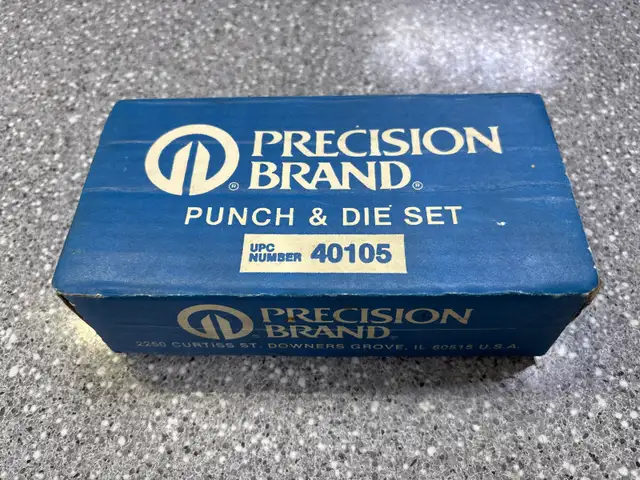 PRECISION
BRAND®
®
PUNCH & DIE SET
UPC
NUMBER 40105
PRECISION
BRAND®
2250 CURTISS ST. DOWNERS GROVE, IL 60515 U.S.A.